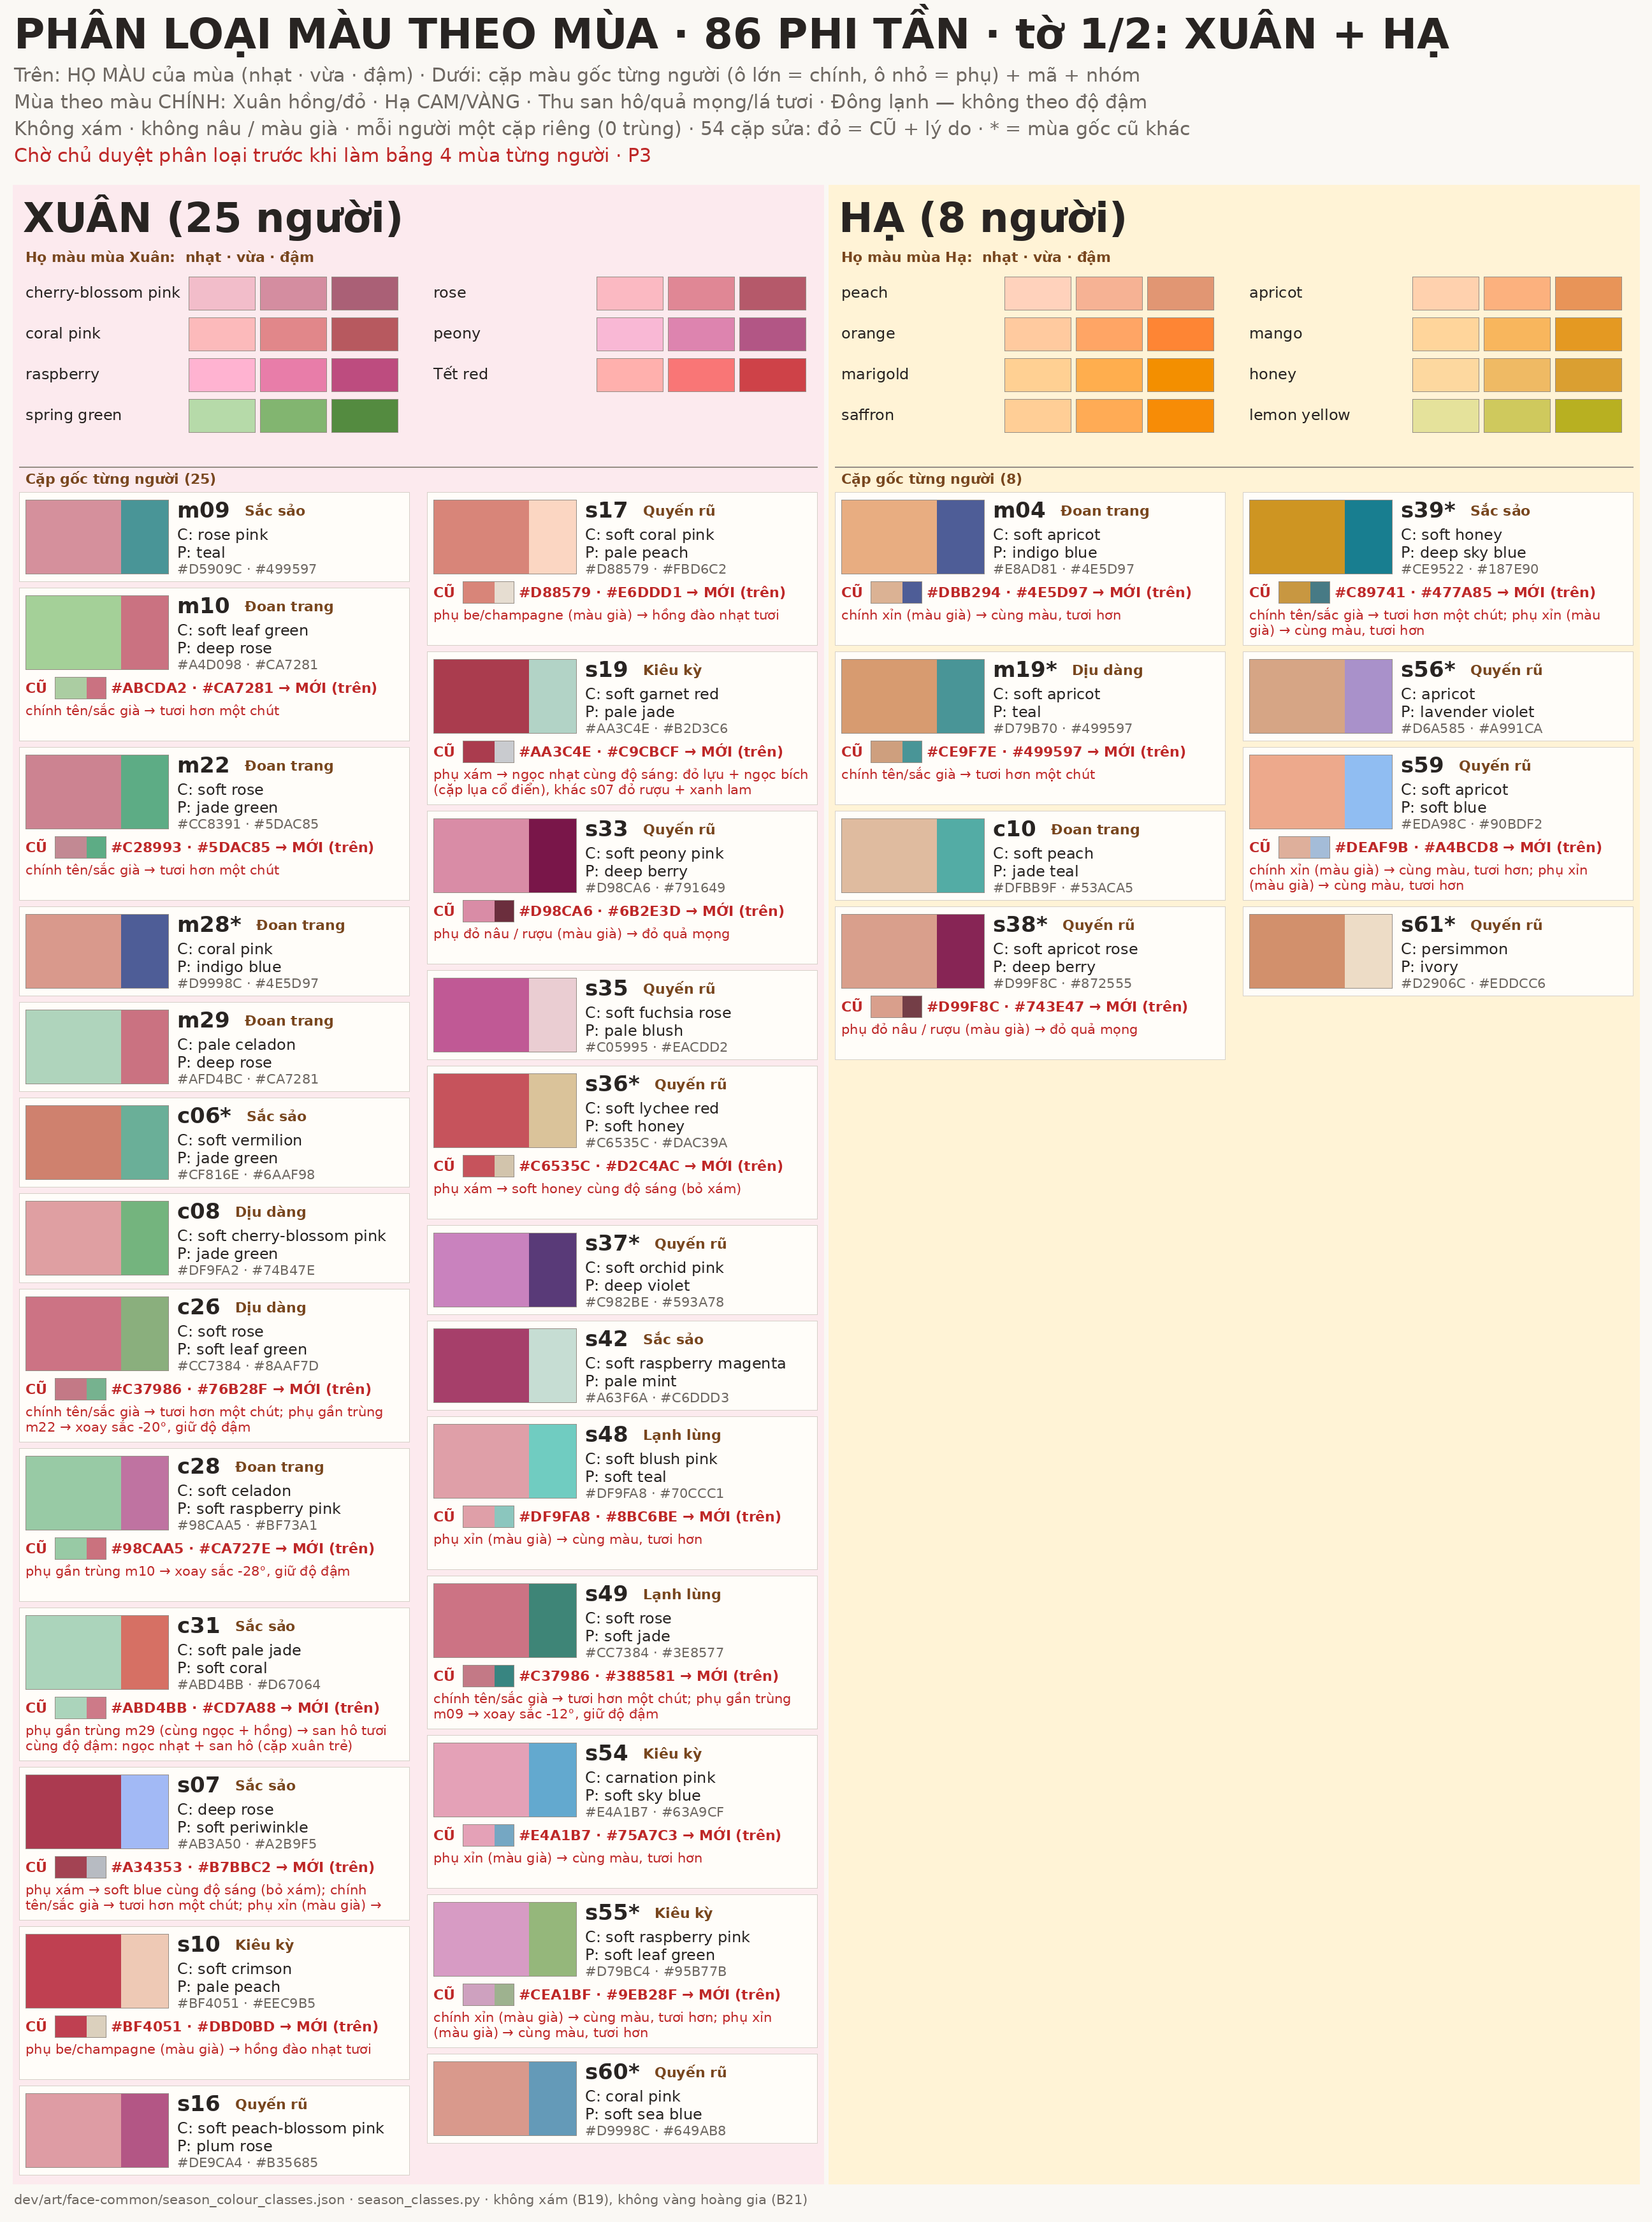 PHÂN LOẠI MÀU THEO MÙA · 86 PHI TẦN · tờ 1/2: XUÂN + HẠ
Trên: HỌ MÀU của mùa (nhạt · vừa · đậm) · Dưới: cặp màu gốc từng người (ô lớn = chính, ô nhỏ = phụ) + mã + nhóm
Mùa theo màu CHÍNH: Xuân hồng/đỏ · Hạ CAM/VÀNG · Thu san hô/quả mọng/lá tươi · Đông lạnh — không theo độ đậm
Không xám · không nâu / màu già · mỗi người một cặp riêng (0 trùng) · 54 cặp sửa: đỏ = CŨ + lý do · * = mùa gốc cũ khác
Chờ chủ duyệt phân loại trước khi làm bảng 4 mùa từng người · P3
XUÂN (25 người)
Họ màu mùa Xuân: nhạt · vừa · đậm
cherry-blossom pink
rose
coral pink
peony
raspberry
Tết red
spring green
Cặp gốc từng người (25)
m09 Sắc sảo
C: rose pink
P: teal
#D5909C · #499597
m10 Đoan trang
C: soft leaf green
P: deep rose
#A4D098 · #CA7281
CŨ #ABCDA2 · #CA7281 → MỚI (trên)
chính tên/sắc già → tươi hơn một chút
m22 Đoan trang
C: soft rose
P: jade green
#CC8391 · #5DAC85
CŨ #C28993 · #5DAC85 → MỚI (trên)
chính tên/sắc già → tươi hơn một chút
m28* Đoan trang
C: coral pink
P: indigo blue
#D9998C · #4E5D97
m29 Đoan trang
C: pale celadon
P: deep rose
#AFD4BC · #CA7281
c06* Sắc sảo
C: soft vermilion
P: jade green
#CF816E · #6AAF98
c08 Dịu dàng
C: soft cherry-blossom pink
P: jade green
#DF9FA2 · #74B47E
c26 Dịu dàng
C: soft rose
P: soft leaf green
#CC7384 · #8AAF7D
CŨ #C37986 · #76B28F → MỚI (trên)
chính tên/sắc già → tươi hơn một chút; phụ gần trùng
m22 → xoay sắc -20°, giữ độ đậm
c28 Đoan trang
C: soft celadon
P: soft raspberry pink
#98CAA5 · #BF73A1
CŨ #98CAA5 · #CA727E → MỚI (trên)
phụ gần trùng m10 → xoay sắc -28°, giữ độ đậm
c31 Sắc sảo
C: soft pale jade
P: soft coral
#ABD4BB · #D67064
CŨ #ABD4BB · #CD7A88 → MỚI (trên)
phụ gần trùng m29 (cùng ngọc + hồng) → san hô tươi
cùng độ đậm: ngọc nhạt + san hô (cặp xuân trẻ)
s07 Sắc sảo
C: deep rose
P: soft periwinkle
#AB3A50 · #A2B9F5
CŨ #A34353 · #B7BBC2 → MỚI (trên)
phụ xám → soft blue cùng độ sáng (bỏ xám); chính
tên/sắc già → tươi hơn một chút; phụ xỉn (màu già) →
s10 Kiêu kỳ
C: soft crimson
P: pale peach
#BF4051 · #EEC9B5
CŨ #BF4051 · #DBD0BD → MỚI (trên)
phụ be/champagne (màu già) → hồng đào nhạt tươi
s16 Quyến rũ
C: soft peach-blossom pink
P: plum rose
#DE9CA4 · #B35685
s17 Quyến rũ
C: soft coral pink
P: pale peach
#D88579 · #FBD6C2
CŨ #D88579 · #E6DDD1 → MỚI (trên)
phụ be/champagne (màu già) → hồng đào nhạt tươi
s19 Kiêu kỳ
C: soft garnet red
P: pale jade
#AA3C4E · #B2D3C6
CŨ #AA3C4E · #C9CBCF → MỚI (trên)
phụ xám → ngọc nhạt cùng độ sáng: đỏ lựu + ngọc bích
(cặp lụa cổ điển), khác s07 đỏ rượu + xanh lam
s33 Quyến rũ
C: soft peony pink
P: deep berry
#D98CA6 · #791649
CŨ #D98CA6 · #6B2E3D → MỚI (trên)
phụ đỏ nâu / rượu (màu già) → đỏ quả mọng
s35 Quyến rũ
C: soft fuchsia rose
P: pale blush
#C05995 · #EACDD2
s36* Quyến rũ
C: soft lychee red
P: soft honey
#C6535C · #DAC39A
CŨ #C6535C · #D2C4AC → MỚI (trên)
phụ xám → soft honey cùng độ sáng (bỏ xám)
s37* Quyến rũ
C: soft orchid pink
P: deep violet
#C982BE · #593A78
s42 Sắc sảo
C: soft raspberry magenta
P: pale mint
#A63F6A · #C6DDD3
s48 Lạnh lùng
C: soft blush pink
P: soft teal
#DF9FA8 · #70CCC1
CŨ #DF9FA8 · #8BC6BE → MỚI (trên)
phụ xỉn (màu già) → cùng màu, tươi hơn
s49 Lạnh lùng
C: soft rose
P: soft jade
#CC7384 · #3E8577
CŨ #C37986 · #388581 → MỚI (trên)
chính tên/sắc già → tươi hơn một chút; phụ gần trùng
m09 → xoay sắc -12°, giữ độ đậm
s54 Kiêu kỳ
C: carnation pink
P: soft sky blue
#E4A1B7 · #63A9CF
CŨ #E4A1B7 · #75A7C3 → MỚI (trên)
phụ xỉn (màu già) → cùng màu, tươi hơn
s55* Kiêu kỳ
C: soft raspberry pink
P: soft leaf green
#D79BC4 · #95B77B
CŨ #CEA1BF · #9EB28F → MỚI (trên)
chính xỉn (màu già) → cùng màu, tươi hơn; phụ xỉn
(màu già) → cùng màu, tươi hơn
s60* Quyến rũ
C: coral pink
P: soft sea blue
#D9998C · #649AB8
HẠ (8 người)
Họ màu mùa Hạ: nhạt · vừa · đậm
peach
apricot
orange
mango
marigold
honey
saffron
lemon yellow
Cặp gốc từng người (8)
m04 Đoan trang
C: soft apricot
P: indigo blue
#E8AD81 · #4E5D97
CŨ #DBB294 · #4E5D97 → MỚI (trên)
chính xỉn (màu già) → cùng màu, tươi hơn
m19* Dịu dàng
C: soft apricot
P: teal
#D79B70 · #499597
CŨ #CE9F7E · #499597 → MỚI (trên)
chính tên/sắc già → tươi hơn một chút
c10 Đoan trang
C: soft peach
P: jade teal
#DFBB9F · #53ACA5
s38* Quyến rũ
C: soft apricot rose
P: deep berry
#D99F8C · #872555
CŨ #D99F8C · #743E47 → MỚI (trên)
phụ đỏ nâu / rượu (màu già) → đỏ quả mọng
s39* Sắc sảo
C: soft honey
P: deep sky blue
#CE9522 · #187E90
CŨ #C89741 · #477A85 → MỚI (trên)
chính tên/sắc già → tươi hơn một chút; phụ xỉn (màu
già) → cùng màu, tươi hơn
s56* Quyến rũ
C: apricot
P: lavender violet
#D6A585 · #A991CA
s59 Quyến rũ
C: soft apricot
P: soft blue
#EDA98C · #90BDF2
CŨ #DEAF9B · #A4BCD8 → MỚI (trên)
chính xỉn (màu già) → cùng màu, tươi hơn; phụ xỉn
(màu già) → cùng màu, tươi hơn
s61* Quyến rũ
C: persimmon
P: ivory
#D2906C · #EDDCC6
dev/art/face-common/season_colour_classes.json · season_classes.py · không xám (B19), không vàng hoàng gia (B21)